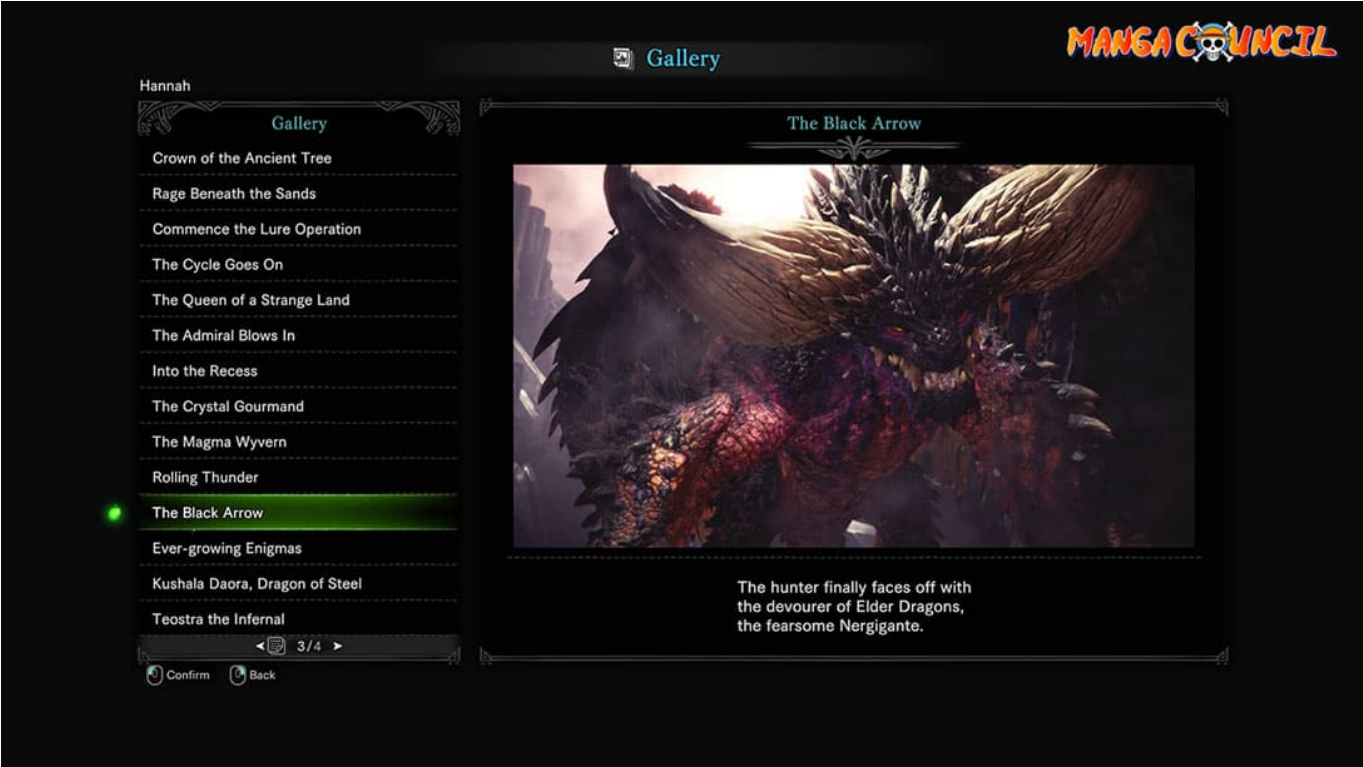 MANGA COUNCIL
Gallery
Hannah
Gallery
Crown of the Ancient Tree
Rage Beneath the Sands
Commence the Lure Operation
The Cycle Goes On
The Queen of a Strange Land
The Admiral Blows In
Into the Recess
The Crystal Gourmand
The Magma Wyvern
Rolling Thunder
The Black Arrow
Ever-growing Enigmas
Kushala Daora, Dragon of Steel
Teostra the Infernal
3/4
Confirm Back
The Black Arrow
The hunter finally faces off with
the devourer of Elder Dragons,
the fearsome Nergigante.